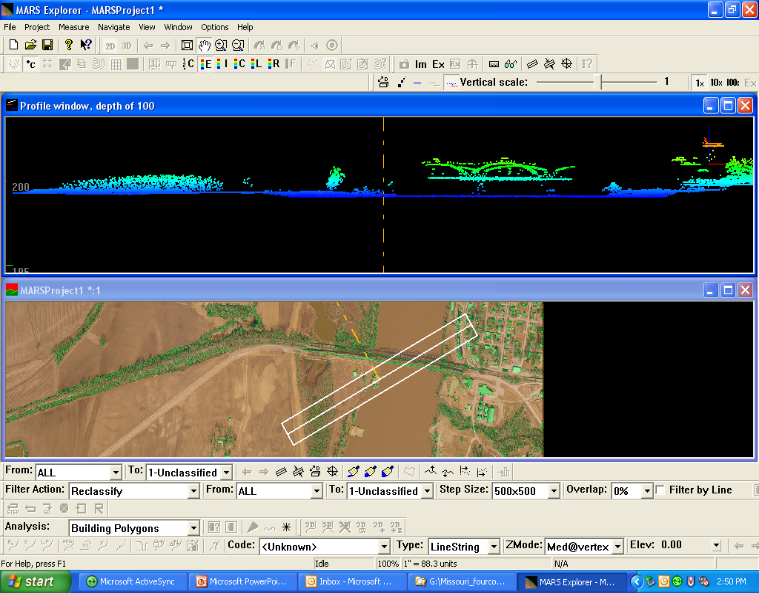 MARS Explorer - MARSProject1 *
File Project Measure Navigate View Window Options Help
2D 3D
°C C E I C L R F Im Ex
Vertical scale: 1 1x 10x 100x Ex
Profile window, depth of 100
200
195
MARSProject1 *:1
From: ALL To: 1-Unclassified
Filter Action: Reclassify From: ALL To: 1-Unclassified Step Size: 500x500 Overlap: 0% Filter by Line
R
Analysis: Building Polygons
Code: <Unknown> Type: LineString ZMode: Med@vertex Elev: 0.00
For Help, press F1 Idle 100% 1" = 88.3 units N/A
start Microsoft ActiveSync Microsoft PowerPoi... Inbox - Microsoft ... G:\Missouri_fourco... MARS Explorer - M... 2:50 PM